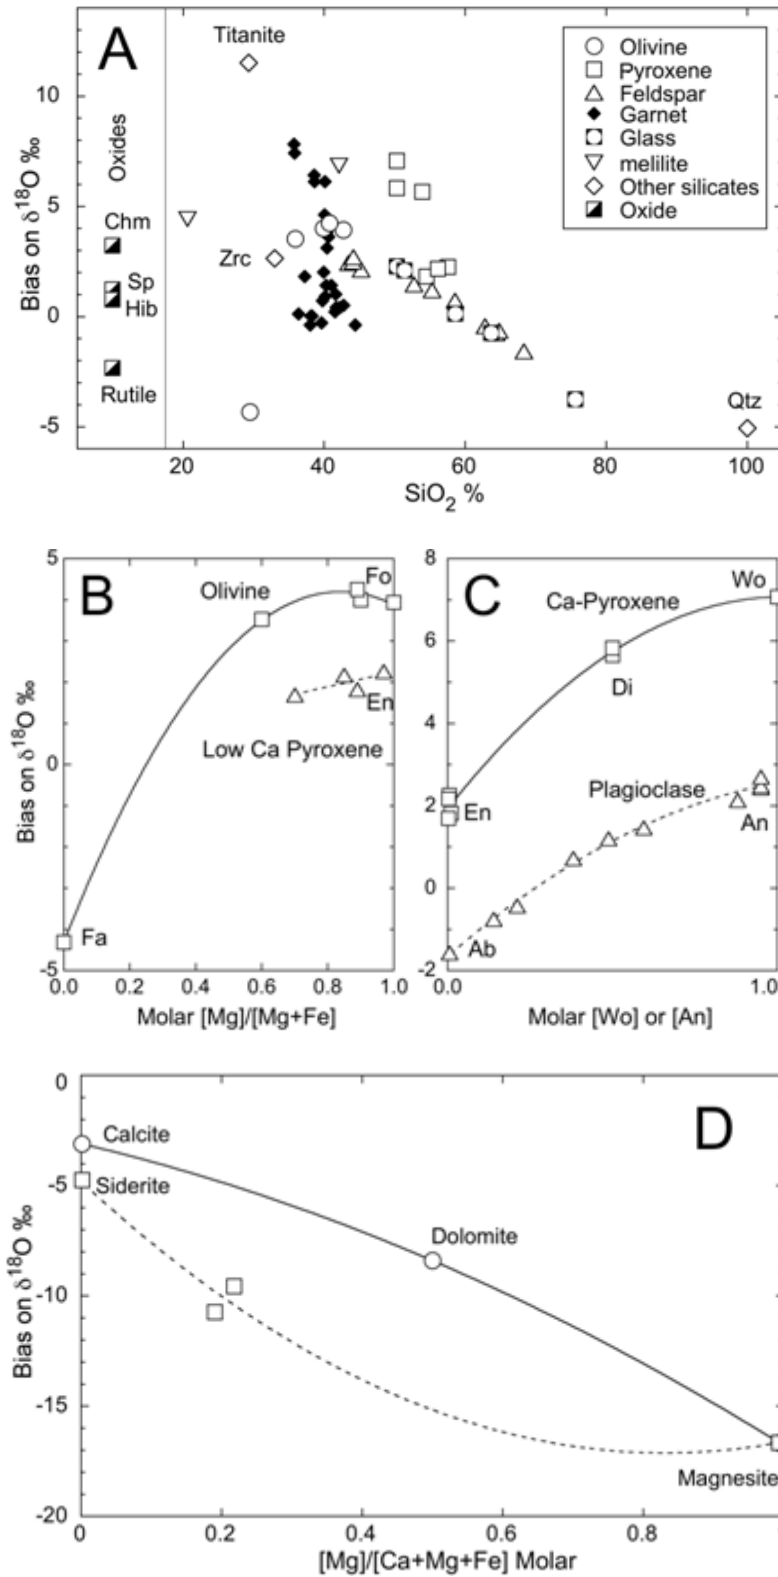 A
Titanite
Oxides
Chm
Sp
Hib
Rutile
Zrc
Qtz
Olivine
Pyroxene
Feldspar
Garnet
Glass
melilite
Other silicates
Oxide
10
5
0
-5
Bias on δ¹⁸O ‰
20
40
60
80
100
SiO₂ %
B
Olivine
Fo
En
Low Ca Pyroxene
Fa
5
0
-5
Bias on δ¹⁸O ‰
0.0
0.2
0.4
0.6
0.8
1.0
Molar [Mg]/[Mg+Fe]
C
Wo
Ca-Pyroxene
Di
En
Plagioclase
An
Ab
8
6
4
2
0
-2
0.0
1.0
Molar [Wo] or [An]
D
Calcite
Siderite
Dolomite
Magnesite
0
-5
-10
-15
-20
Bias on δ¹⁸O ‰
0
0.2
0.4
0.6
0.8
[Mg]/[Ca+Mg+Fe] Molar